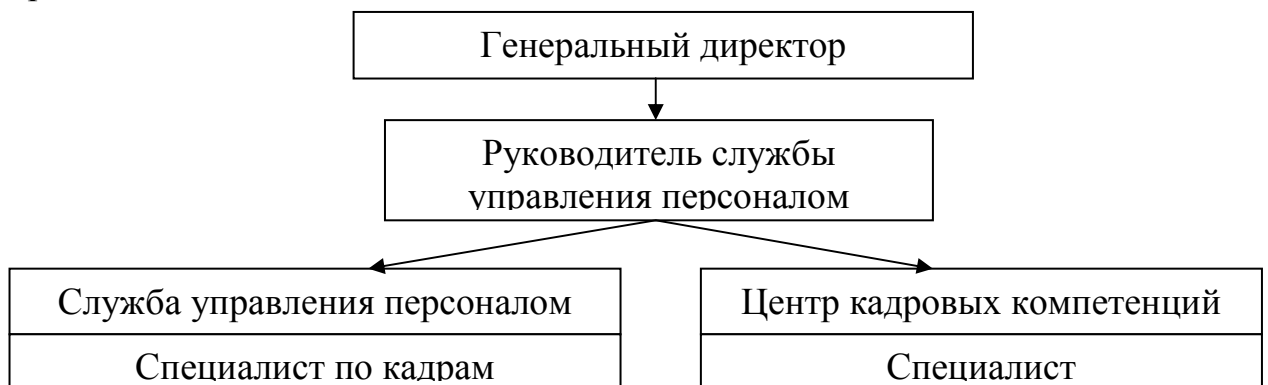 Генеральный директор
Руководитель службы
управления персоналом
Служба управления персоналом
Центр кадровых компетенций
Специалист по кадрам
Специалист